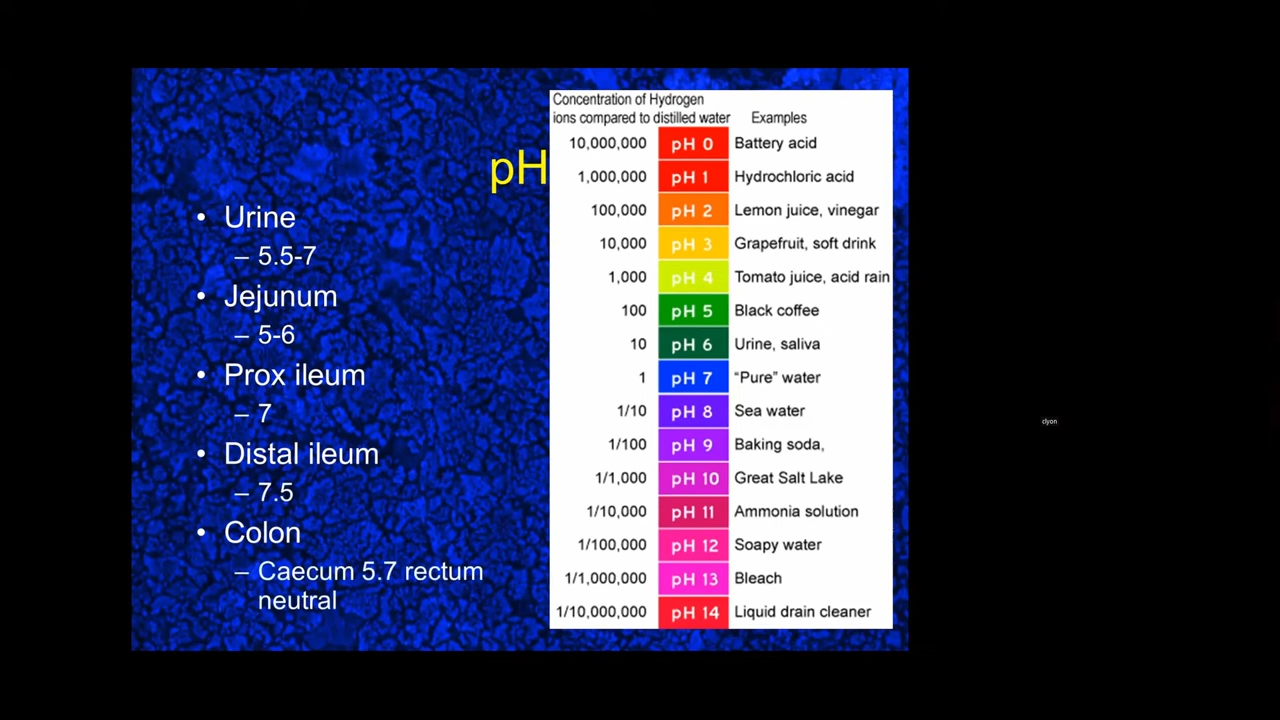 pH
• Urine
– 5.5-7
• Jejunum
– 5-6
• Prox ileum
– 7
• Distal ileum
– 7.5
• Colon
– Caecum 5.7 rectum
neutral
Concentration of Hydrogen
ions compared to distilled water Examples
10,000,000 pH 0 Battery acid
1,000,000 pH 1 Hydrochloric acid
100,000 pH 2 Lemon juice, vinegar
10,000 pH 3 Grapefruit, soft drink
1,000 pH 4 Tomato juice, acid rain
100 pH 5 Black coffee
10 pH 6 Urine, saliva
1 pH 7 “Pure” water
1/10 pH 8 Sea water
1/100 pH 9 Baking soda,
1/1,000 pH 10 Great Salt Lake
1/10,000 pH 11 Ammonia solution
1/100,000 pH 12 Soapy water
1/1,000,000 pH 13 Bleach
1/10,000,000 pH 14 Liquid drain cleaner
clyon